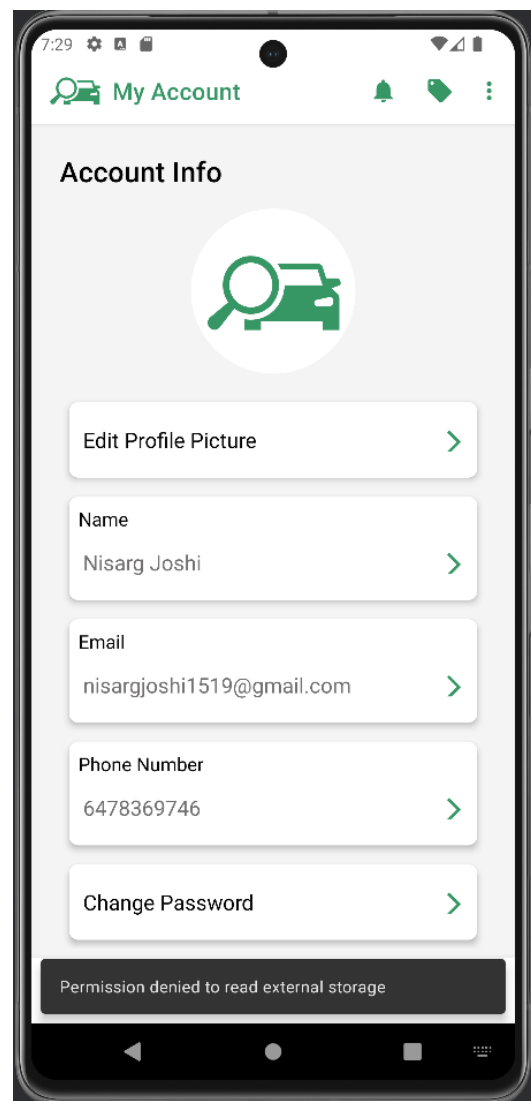 7:29
My Account
Account Info
Edit Profile Picture
Name
Nisarg Joshi
Email
nisargjoshi1519@gmail.com
Phone Number
6478369746
Change Password
Permission denied to read external storage